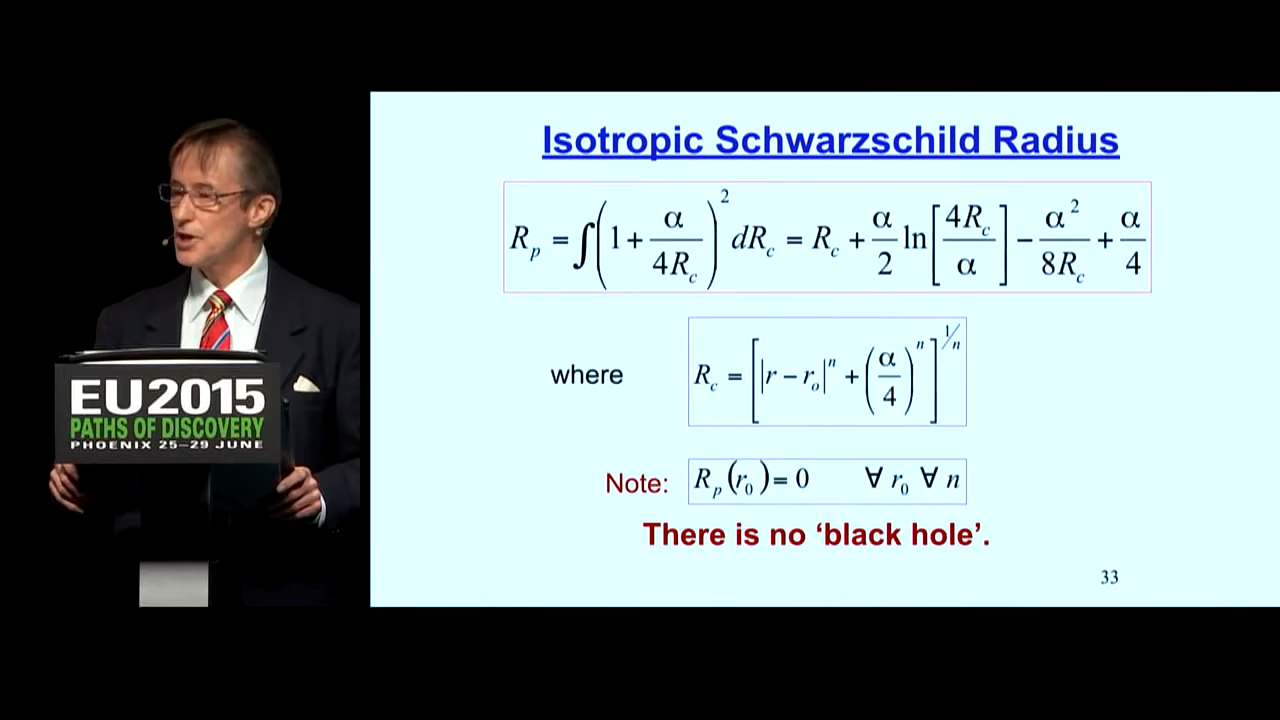 Isotropic Schwarzschild Radius
R_p = ∫(1 + α/4R_c)² dR_c = R_c + α/2 ln[4R_c/α] − α²/8R_c + α/4
where R_c = [|r − r_o|ⁿ + (α/4)ⁿ]^{1/n}
Note: R_p(r_0) = 0 ∀ r_0 ∀ n
There is no ‘black hole’.
33
EU2015
PATHS OF DISCOVERY
PHOENIX 25–29 JUNE